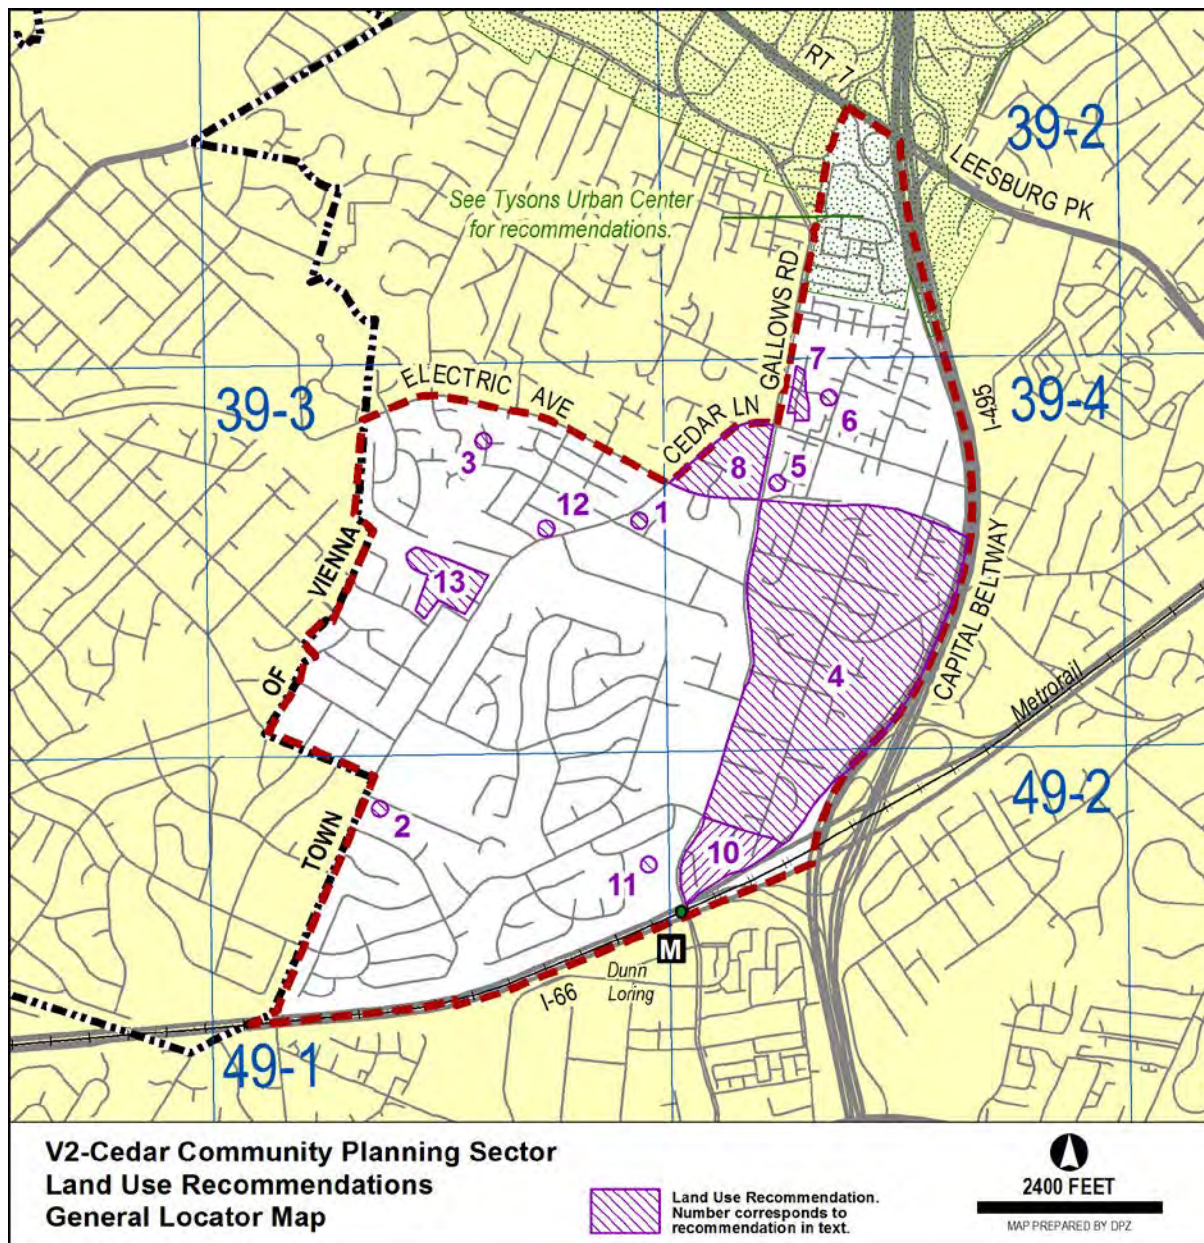 RT 7
39-2
LEESBURG PK
See Tysons Urban Center
for recommendations.
GALLOWS RD
39-3
ELECTRIC AVE
CEDAR LN
7
6
I-495
39-4
3
8
5
12
1
VIENNA
13
OF
4
CAPITAL BELTWAY
Metrorail
49-2
2
TOWN
10
11
M
Dunn
Loring
I-66
49-1
V2-Cedar Community Planning Sector
Land Use Recommendations
General Locator Map
Land Use Recommendation.
Number corresponds to
recommendation in text.
2400 FEET
MAP PREPARED BY DPZ